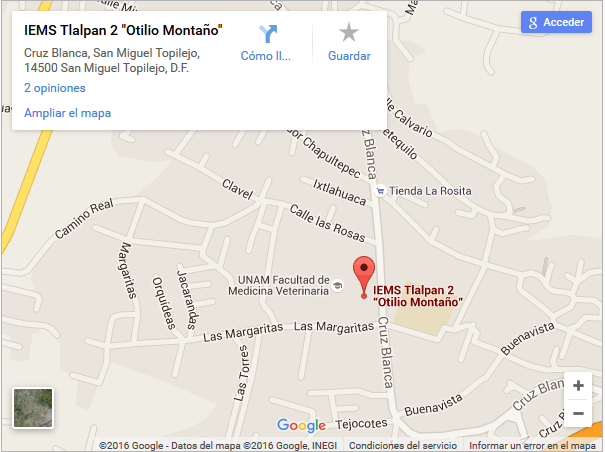 IEMS Tlalpan 2 "Otilio Montaño"
Cruz Blanca, San Miguel Topilejo,
14500 San Miguel Topilejo, D.F.
2 opiniones
Ampliar el mapa
Cómo ll...
Guardar
Acceder
lle Calvario
etequilo
or Chapultepec
Cruz Blanca
Ixtlahuaca
Tienda La Rosita
Clavel
Calle las Rosas
Camino Real
Margaritas
Orquídeas
Jacarandas
UNAM Facultad de
Medicina Veterinaria
IEMS Tlalpan 2
"Otilio Montaño"
Las Margaritas
Las Margaritas
Cruz Blanca
Buenavista
Las Torres
Cruz Blan
Buenavista
Tejocotes
Google
+
−
©2016 Google - Datos del mapa ©2016 Google, INEGI
Condiciones del servicio
Informar un error en el mapa